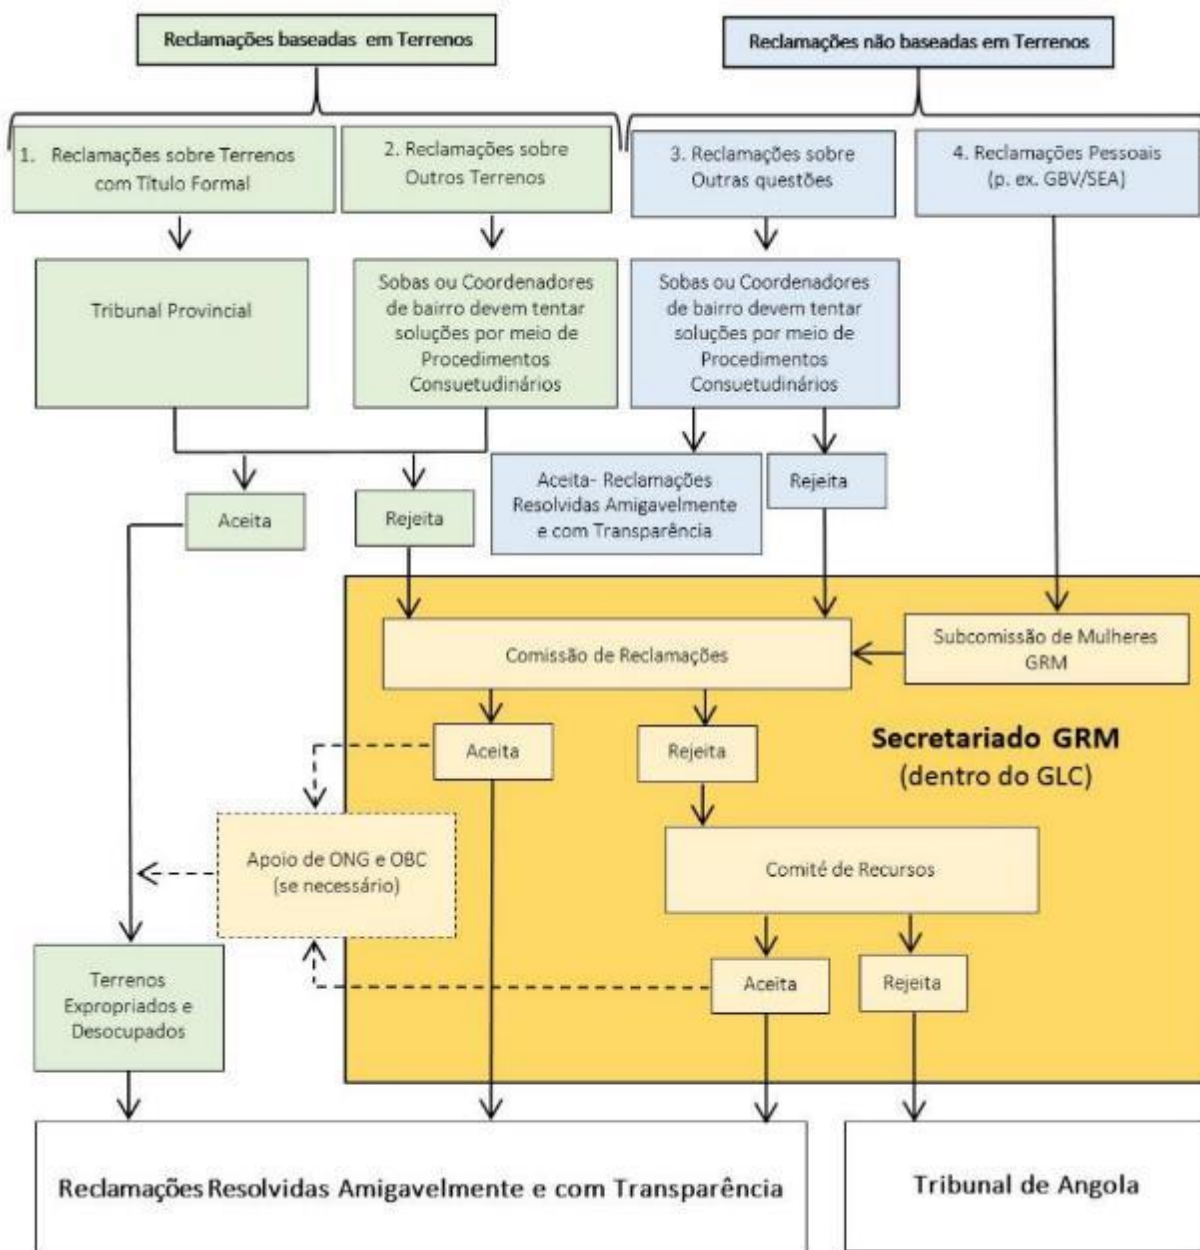 Reclamações baseadas em Terrenos
Reclamações não baseadas em Terrenos
1. Reclamações sobre Terrenos
com Título Formal
2. Reclamações sobre
Outros Terrenos
3. Reclamações sobre
Outras questões
4. Reclamações Pessoais
(p. ex. GBV/SEA)
Tribunal Provincial
Sobas ou Coordenadores
de bairro devem tentar
soluções por meio de
Procedimentos
Consuetudinários
Sobas ou Coordenadores
de bairro devem tentar
soluções por meio de
Procedimentos
Consuetudinários
Aceita
Rejeita
Aceita- Reclamações
Resolvidas Amigavelmente
e com Transparência
Rejeita
Comissão de Reclamações
Subcomissão de Mulheres
GRM
Aceita
Rejeita
Secretariado GRM
(dentro do GLC)
Apoio de ONG e OBC
(se necessário)
Comité de Recursos
Terrenos
Expropriados e
Desocupados
Aceita
Rejeita
Reclamações Resolvidas Amigavelmente e com Transparência
Tribunal de Angola